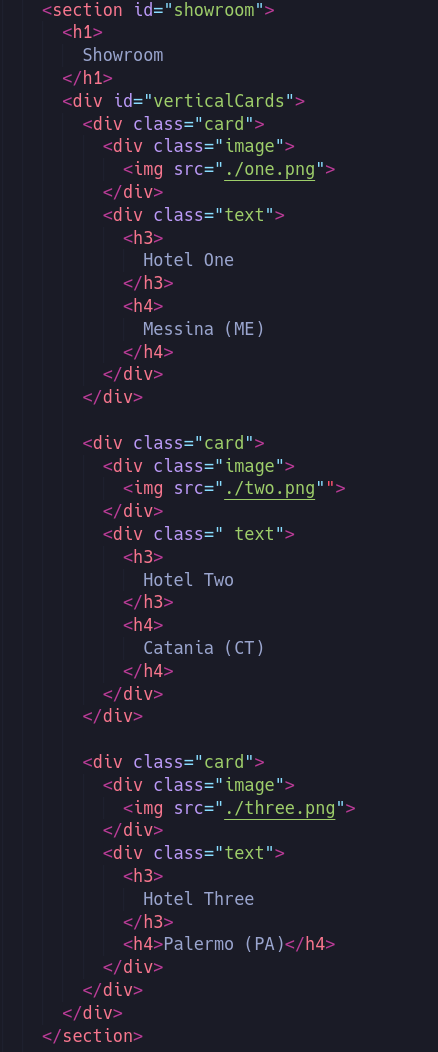 <section id="showroom">
<h1>
Showroom
</h1>
<div id="verticalCards">
<div class="card">
<div class="image">
<img src="./one.png">
</div>
<div class="text">
<h3>
Hotel One
</h3>
<h4>
Messina (ME)
</h4>
</div>
</div>
<div class="card">
<div class="image">
<img src="./two.png"">
</div>
<div class=" text">
<h3>
Hotel Two
</h3>
<h4>
Catania (CT)
</h4>
</div>
</div>
<div class="card">
<div class="image">
<img src="./three.png">
</div>
<div class="text">
<h3>
Hotel Three
</h3>
<h4>Palermo (PA)</h4>
</div>
</div>
</div>
</section>